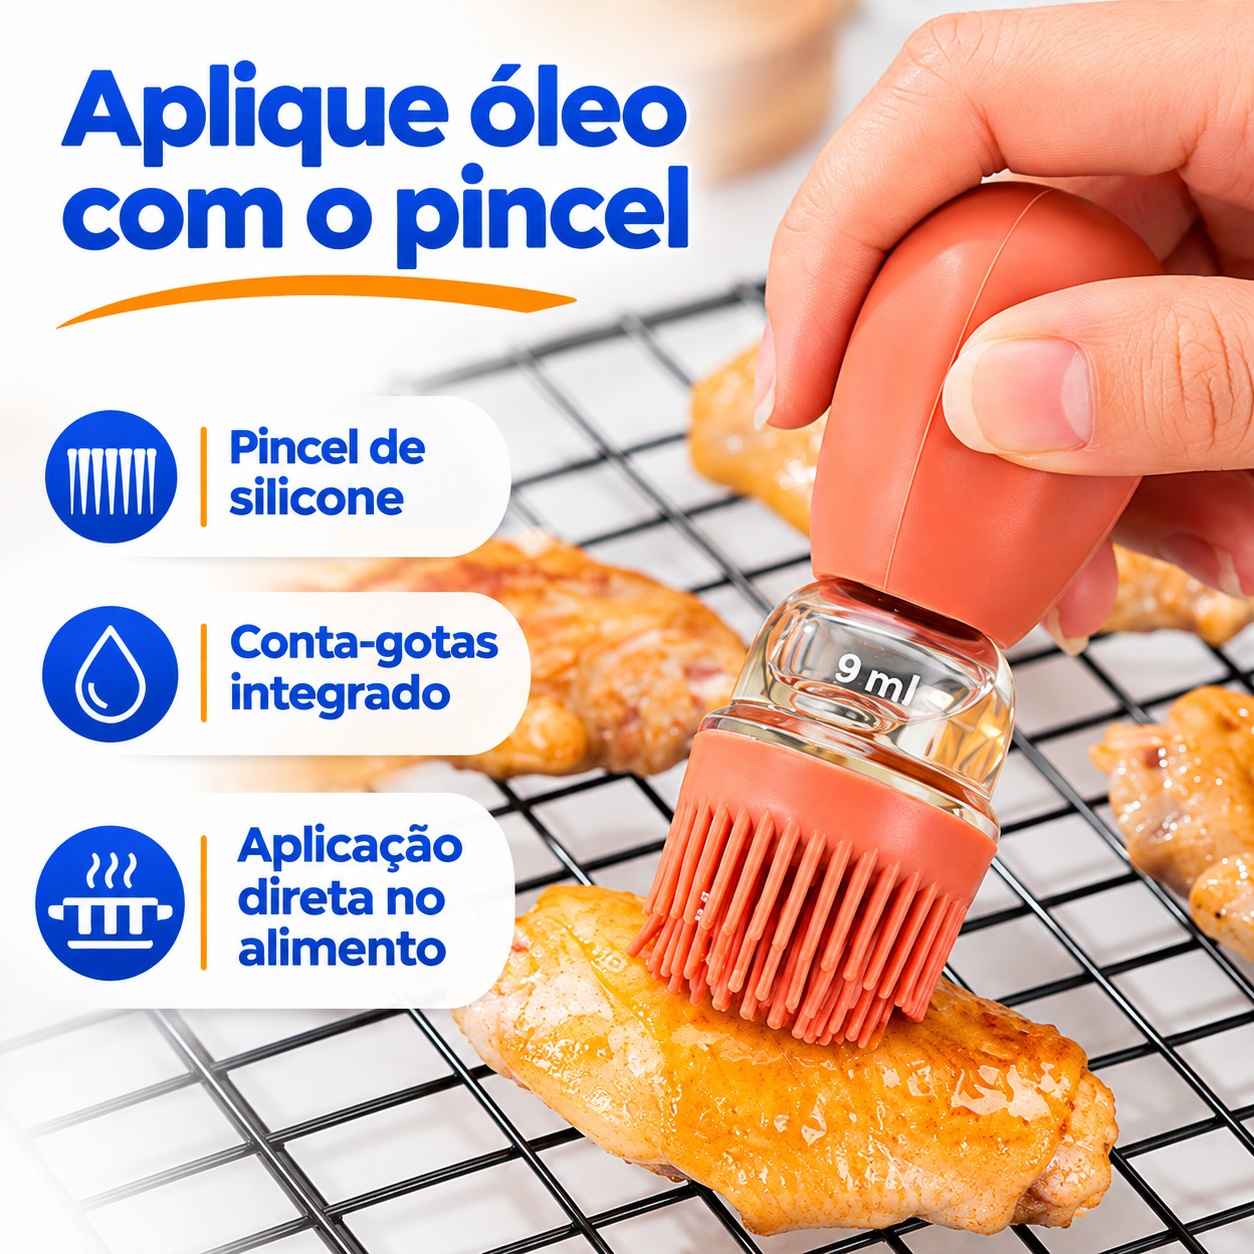 Aplique óleo
com o pincel
Pincel de
silicone
Conta-gotas
integrado
Aplicação
direta no
alimento
9 ml